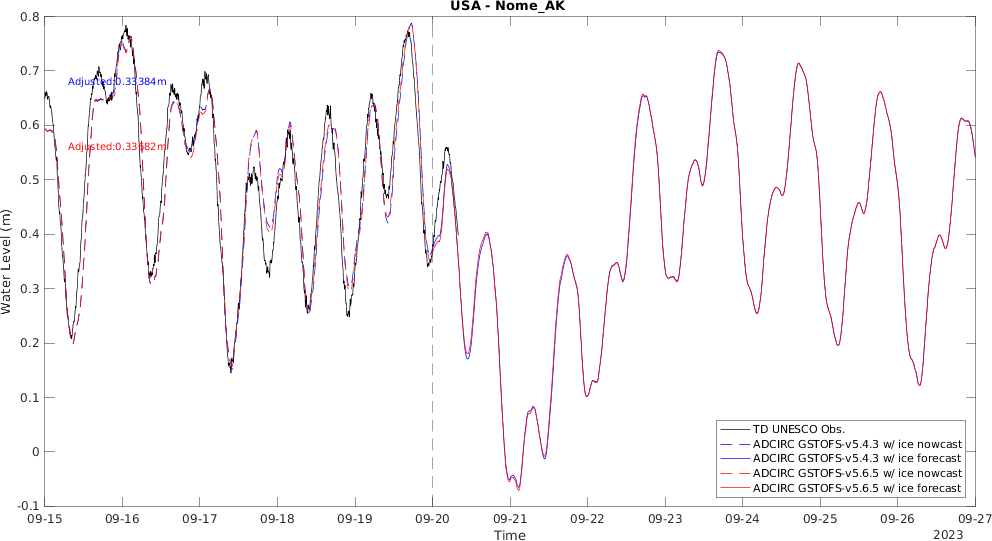 USA - Nome_AK
0.8
0.7
0.6
0.5
0.4
0.3
0.2
0.1
0
-0.1
Water Level (m)
Adjusted:0.33384m
Adjusted:0.33682m
TD UNESCO Obs.
ADCIRC GSTOFS-v5.4.3 w/ ice nowcast
ADCIRC GSTOFS-v5.4.3 w/ ice forecast
ADCIRC GSTOFS-v5.6.5 w/ ice nowcast
ADCIRC GSTOFS-v5.6.5 w/ ice forecast
09-15 09-16 09-17 09-18 09-19 09-20 09-21 09-22 09-23 09-24 09-25 09-26 09-27
Time
2023